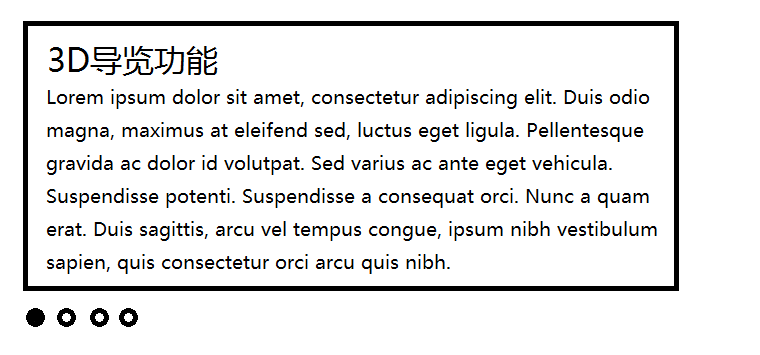 3D导览功能
Lorem ipsum dolor sit amet, consectetur adipiscing elit. Duis odio
magna, maximus at eleifend sed, luctus eget ligula. Pellentesque
gravida ac dolor id volutpat. Sed varius ac ante eget vehicula.
Suspendisse potenti. Suspendisse a consequat orci. Nunc a quam
erat. Duis sagittis, arcu vel tempus congue, ipsum nibh vestibulum
sapien, quis consectetur orci arcu quis nibh.